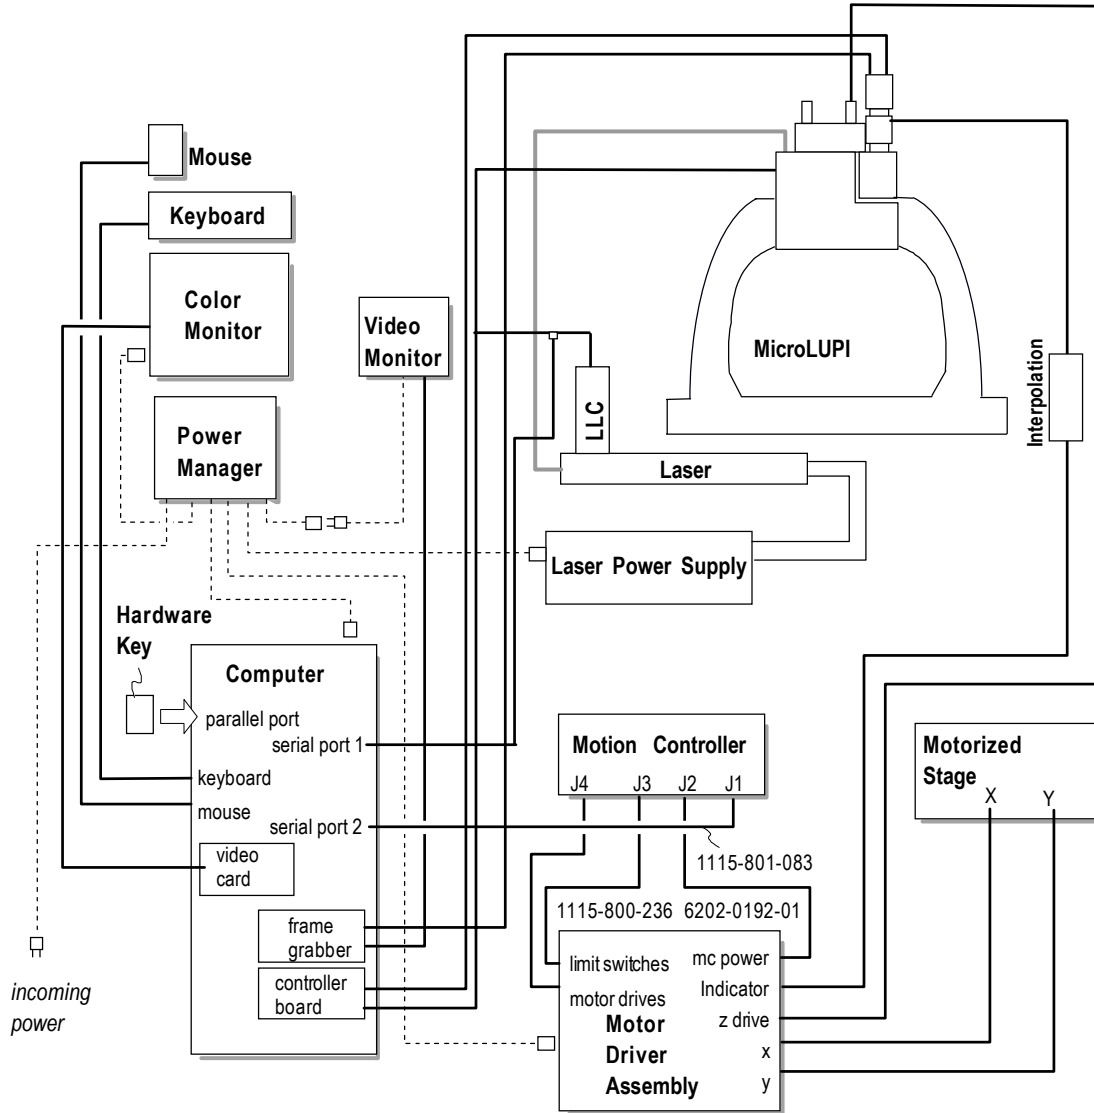 Mouse
Keyboard
Color
Monitor
Video
Monitor
MicroLUPI
Interpolation
LLC
Power
Manager
Laser
Laser Power Supply
Hardware
Key
Computer
parallel port
serial port 1
keyboard
mouse
serial port 2
video
card
frame
grabber
controller
board
incoming
power
Motion Controller
J4 J3 J2 J1
Motorized
Stage
X Y
1115-801-083
1115-800-236 6202-0192-01
limit switches
mc power
motor drives
Indicator
z drive
Motor
Driver
Assembly
x
y